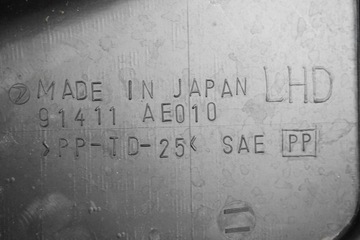 MADE IN JAPAN LHD
91411 AE010
>PP-TD-25< SAE PP